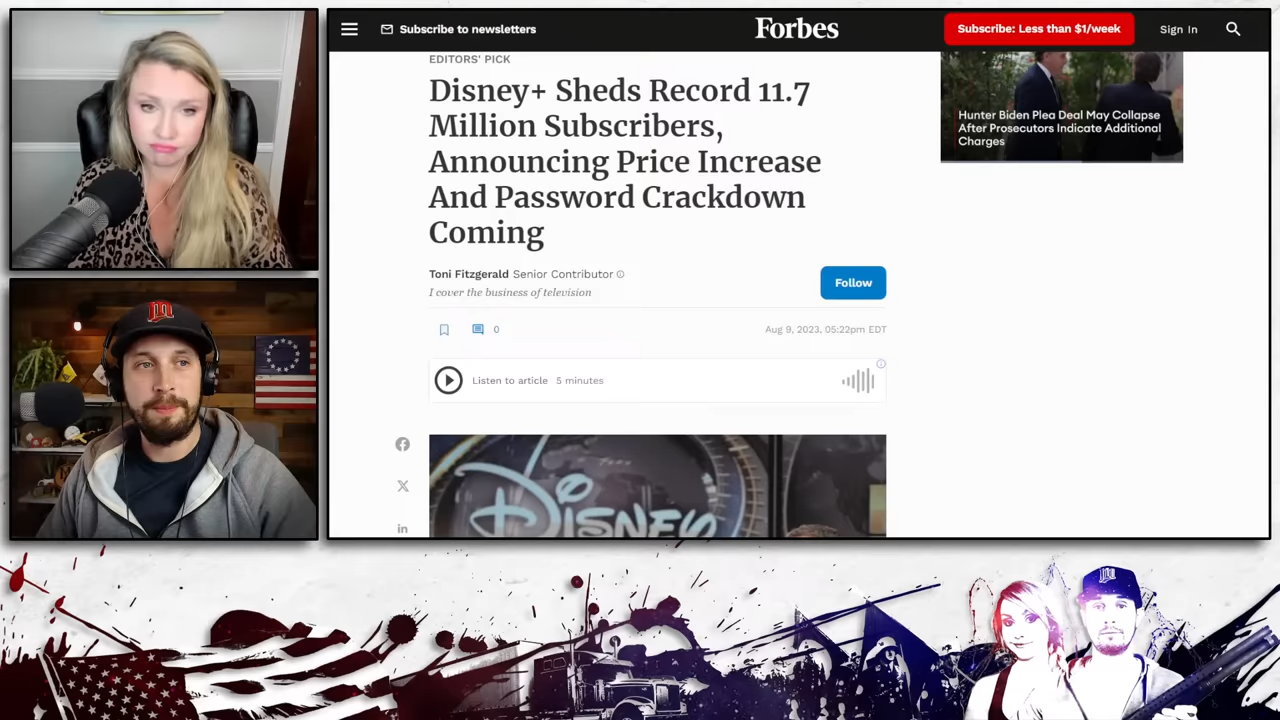 Subscribe to newsletters
Forbes
Subscribe: Less than $1/week
Sign In
EDITORS' PICK
Disney+ Sheds Record 11.7
Million Subscribers,
Announcing Price Increase
And Password Crackdown
Coming
Toni Fitzgerald Senior Contributor
I cover the business of television
Follow
0
Aug 9, 2023, 05:22pm EDT
Listen to article 5 minutes
Hunter Biden Plea Deal May Collapse
After Prosecutors Indicate Additional
Charges
X
in
DISNEY
M
M